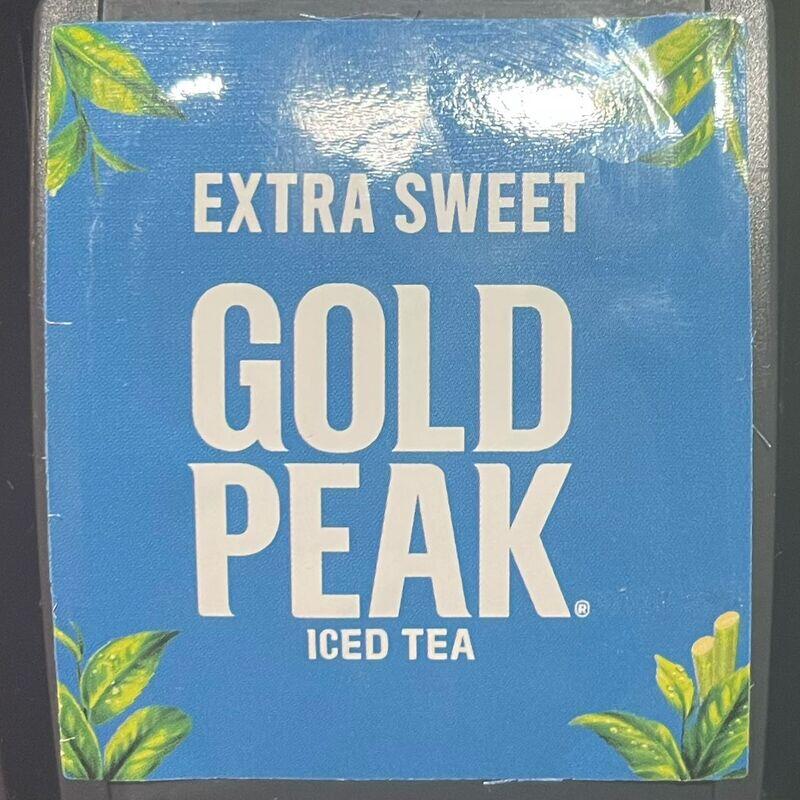 EXTRA SWEET
GOLD
PEAK®
ICED TEA